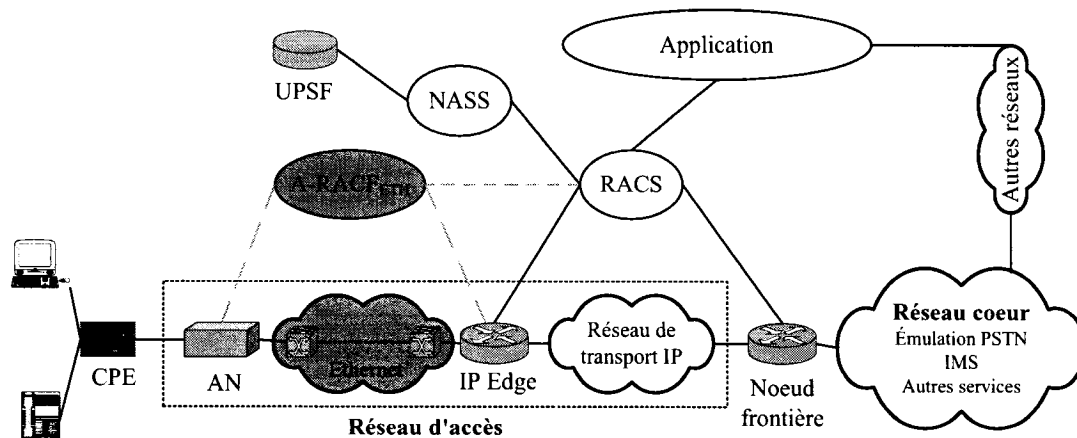 Application
UPSF
NASS
Autres réseaux
A-RACF
RACS
CPE
AN
Ethernet
IP Edge
Réseau de
transport IP
Noeud
frontière
Réseau coeur
Émulation PSTN
IMS
Autres services
Réseau d'accès